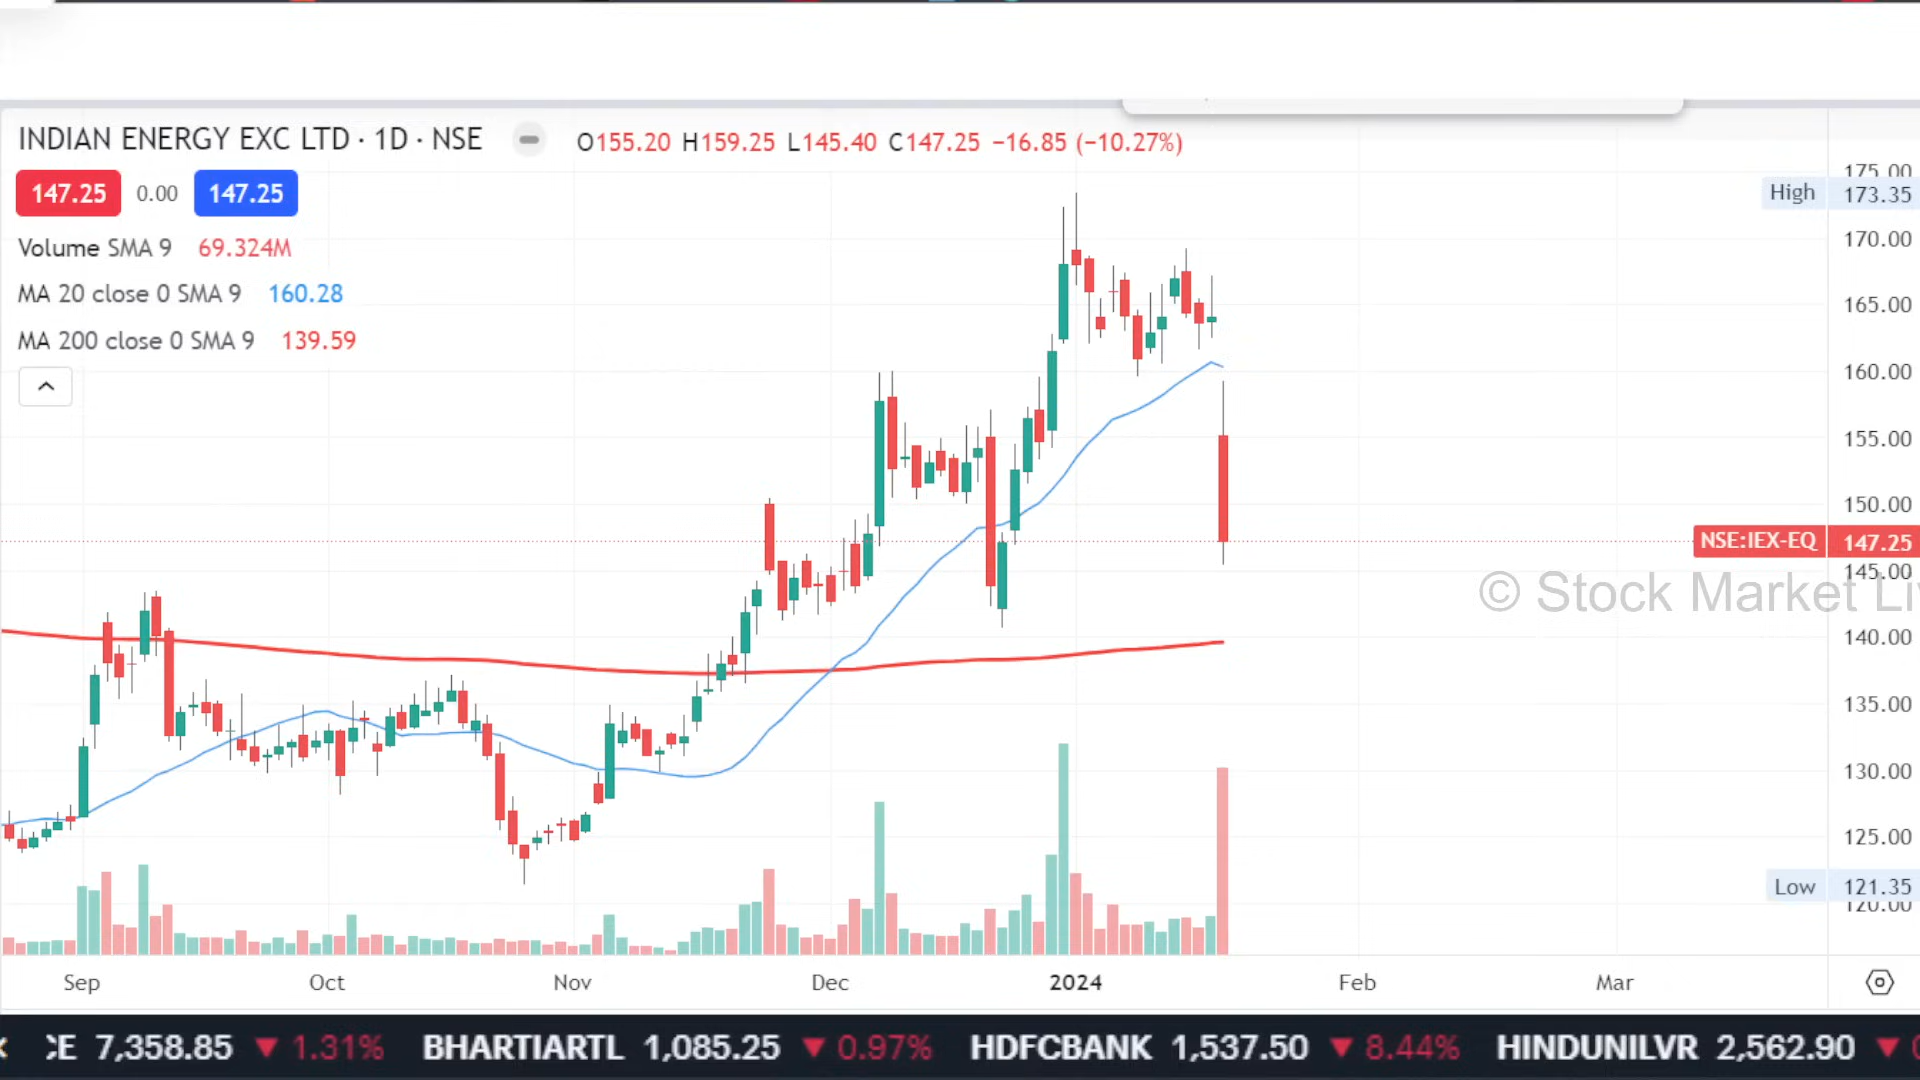 INDIAN ENERGY EXC LTD · 1D · NSE O155.20 H159.25 L145.40 C147.25 −16.85 (−10.27%)
147.25 0.00 147.25
Volume SMA 9 69.324M
MA 20 close 0 SMA 9 160.28
MA 200 close 0 SMA 9 139.59
175.00
High 173.35
170.00
165.00
160.00
155.00
150.00
NSE:IEX-EQ 147.25
145.00
© Stock Market Liv
140.00
135.00
130.00
125.00
Low 121.35
120.00
Sep Oct Nov Dec 2024 Feb Mar
CE 7,358.85 ▼ 1.31% BHARTIARTL 1,085.25 ▼ 0.97% HDFCBANK 1,537.50 ▼ 8.44% HINDUNILVR 2,562.90 ▼